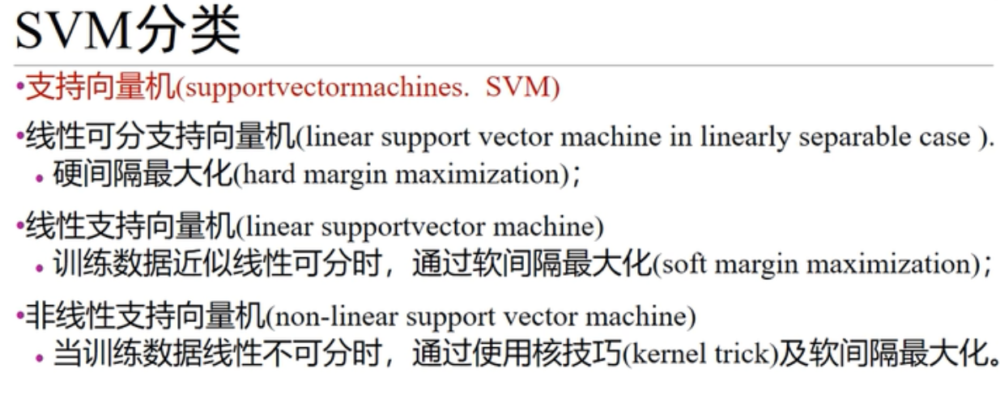 SVM分类
•支持向量机(supportvectormachines.  SVM)
•线性可分支持向量机(linear support vector machine in linearly separable case ).
• 硬间隔最大化(hard margin maximization)；
•线性支持向量机(linear supportvector machine)
• 训练数据近似线性可分时，通过软间隔最大化(soft margin maximization)；
•非线性支持向量机(non-linear support vector machine)
• 当训练数据线性不可分时，通过使用核技巧(kernel trick)及软间隔最大化。